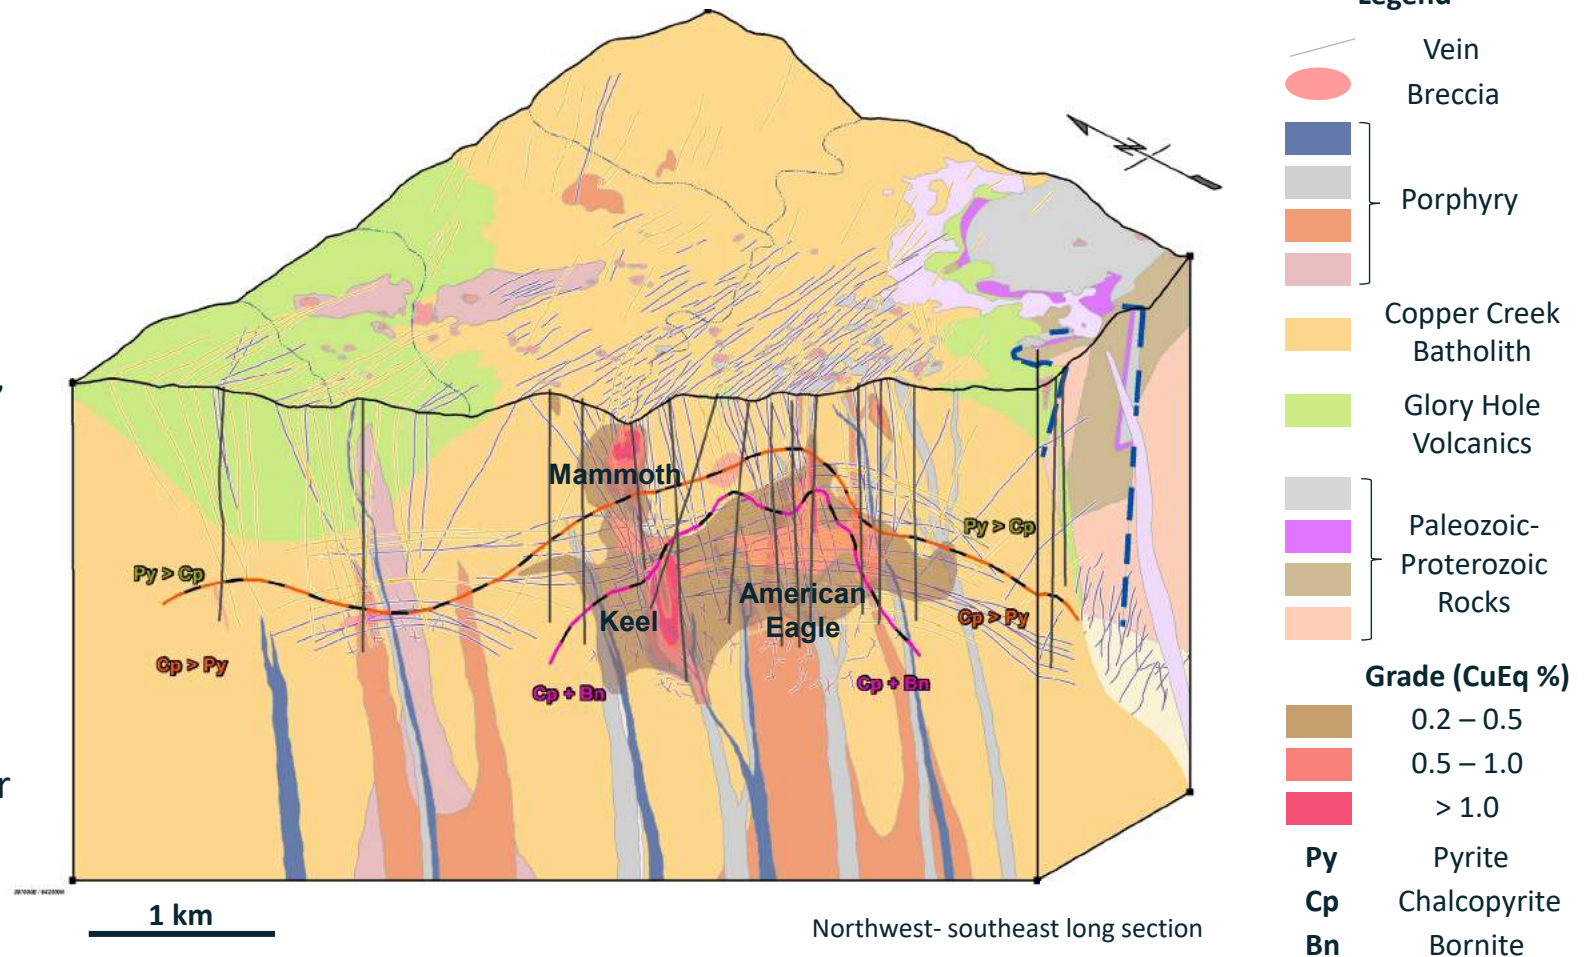 Legend
Vein
Breccia
Porphyry
Copper Creek
Batholith
Glory Hole
Volcanics
Paleozoic-
Proterozoic
Rocks
Grade (CuEq %)
0.2 – 0.5
0.5 – 1.0
> 1.0
Py Pyrite
Cp Chalcopyrite
Bn Bornite
N
Mammoth
Py > Cp
Py > Cp
American
Eagle
Keel
Cp > Py
Cp > Py
Cp + Bn
Cp + Bn
,
r
1 km
Northwest- southeast long section